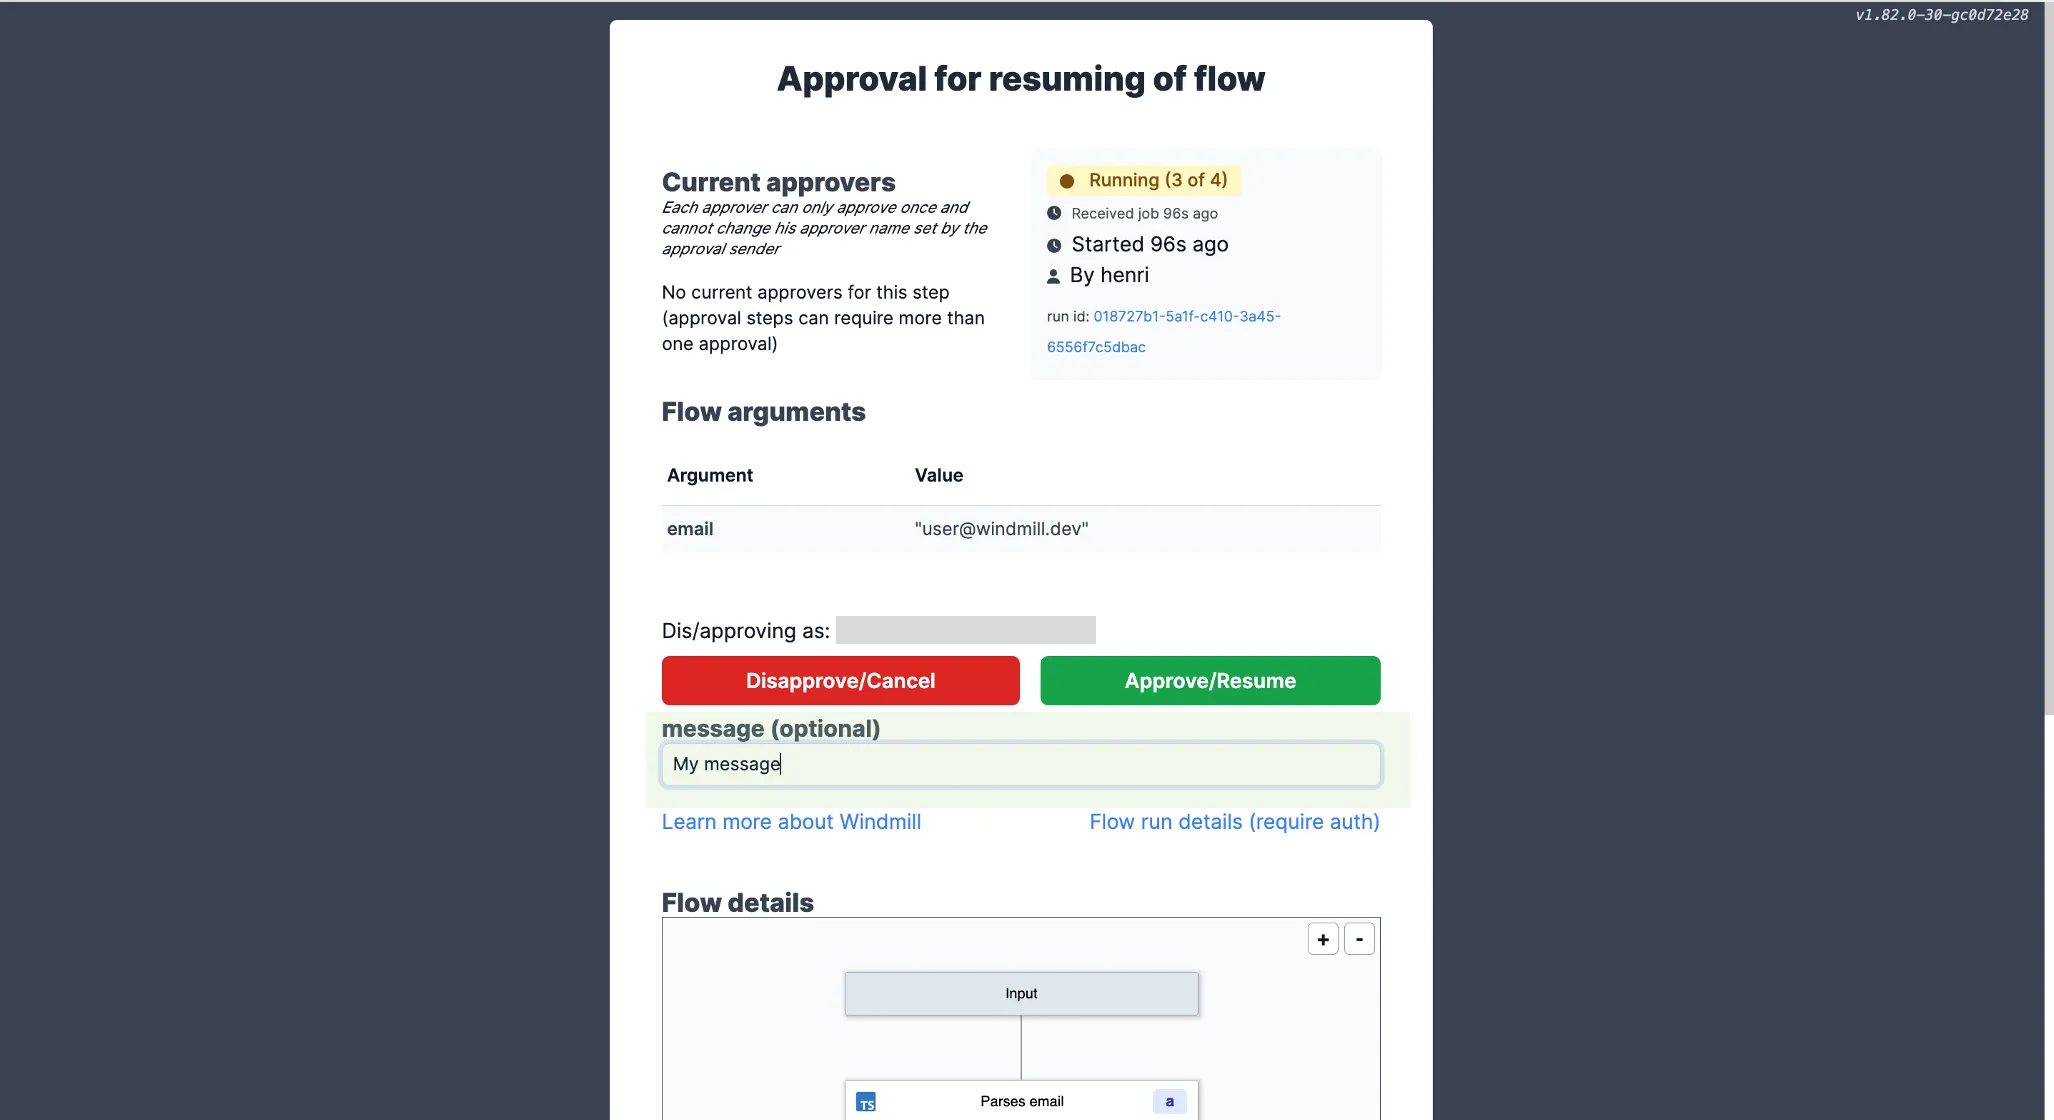 v1.82.0-30-gc0d72e28
Approval for resuming of flow
Current approvers
Each approver can only approve once and
cannot change his approver name set by the
approval sender
No current approvers for this step
(approval steps can require more than
one approval)
Running (3 of 4)
Received job 96s ago
Started 96s ago
By henri
run id: 018727b1-5a1f-c410-3a45-
6556f7c5dbac
Flow arguments
Argument Value
email "user@windmill.dev"
Dis/approving as:
Disapprove/Cancel Approve/Resume
message (optional)
My message
Learn more about Windmill Flow run details (require auth)
Flow details
+ -
Input
TS Parses email a